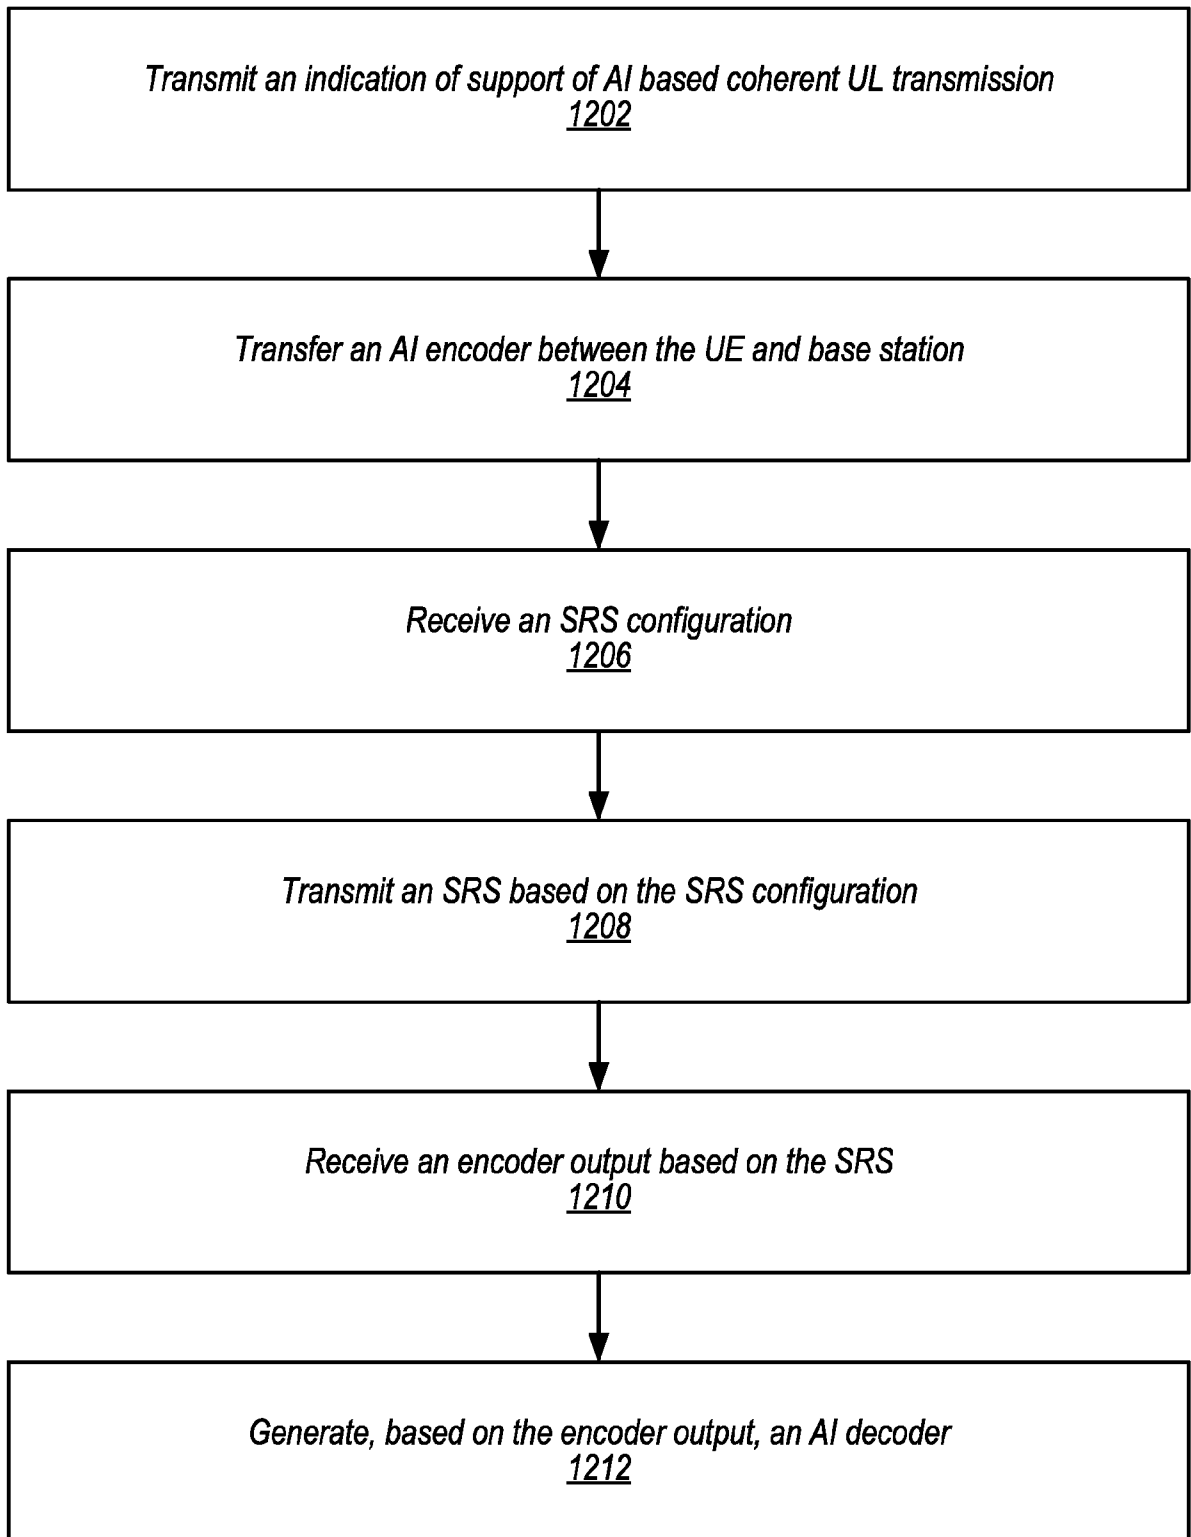 Transmit an indication of support of AI based coherent UL transmission
1202
Transfer an AI encoder between the UE and base station
1204
Receive an SRS configuration
1206
Transmit an SRS based on the SRS configuration
1208
Receive an encoder output based on the SRS
1210
Generate, based on the encoder output, an AI decoder
1212